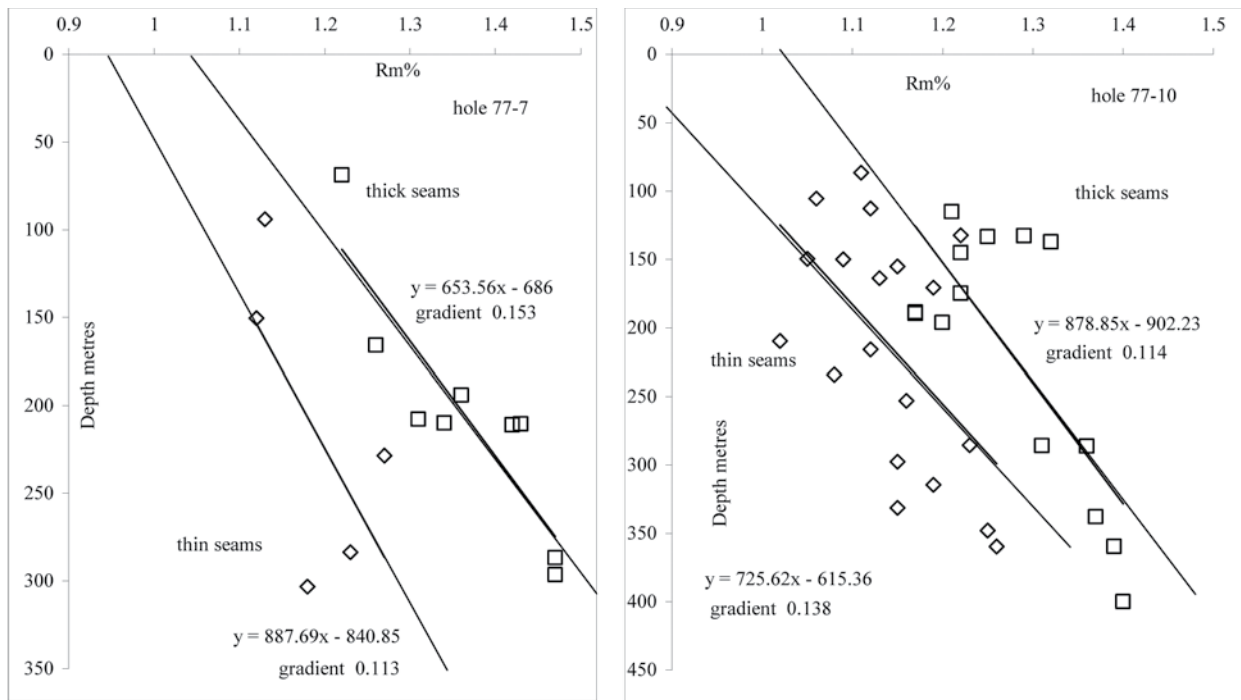 0.9 1 1.1 1.2 1.3 1.4 1.5
0
50
100
150
200
250
300
350
Rm%
hole 77-7
thick seams
y = 653.56x - 686
gradient 0.153
Depth metres
thin seams
y = 887.69x - 840.85
gradient 0.113
0.9 1 1.1 1.2 1.3 1.4 1.5
0
50
100
150
200
250
300
350
400
450
Rm%
hole 77-10
thick seams
y = 878.85x - 902.23
gradient 0.114
thin seams
Depth metres
y = 725.62x - 615.36
gradient 0.138